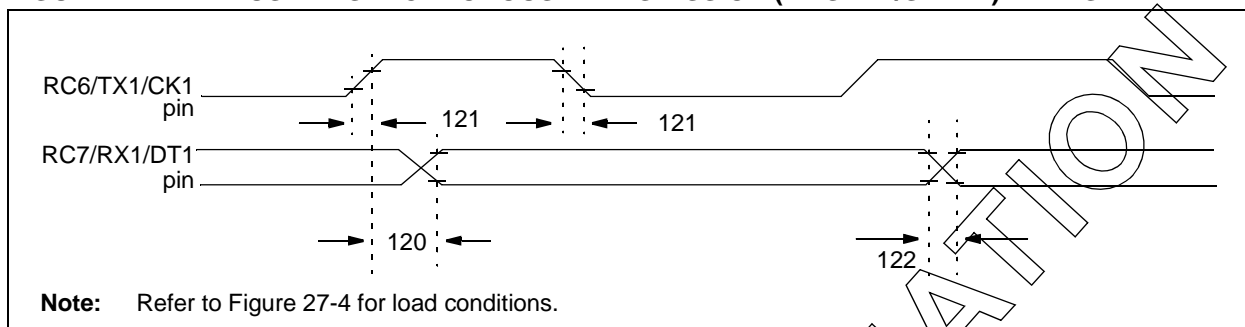 RC6/TX1/CK1
pin
121
121
RC7/RX1/DT1
pin
120
122
Note: Refer to Figure 27-4 for load conditions.
ATION